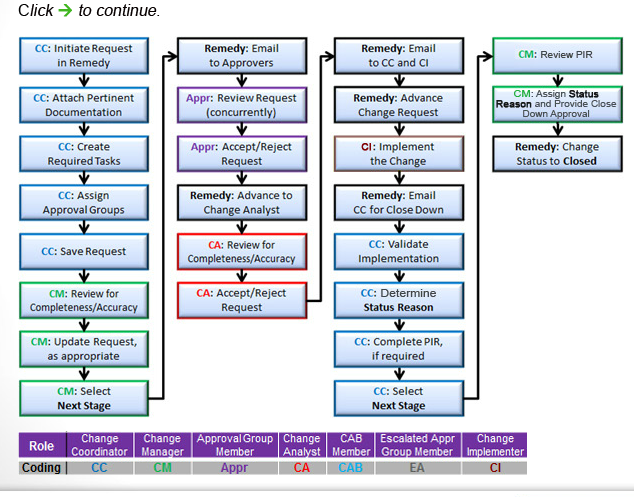 Click → to continue.
CC: Initiate Request
in Remedy
CC: Attach Pertinent
Documentation
CC: Create
Required Tasks
CC: Assign
Approval Groups
CC: Save Request
CM: Review for
Completeness/Accuracy
CM: Update Request,
as appropriate
CM: Select
Next Stage
Remedy: Email
to Approvers
Appr: Review Request
(concurrently)
Appr: Accept/Reject
Request
Remedy: Advance to
Change Analyst
CA: Review for
Completeness/Accuracy
CA: Accept/Reject
Request
Remedy: Email
to CC and CI
Remedy: Advance
Change Request
CI: Implement
the Change
Remedy: Email
CC for Close Down
CC: Validate
Implementation
CC: Determine
Status Reason
CC: Complete PIR,
if required
CC: Select
Next Stage
CM: Review PIR
CM: Assign Status
Reason and Provide Close
Down Approval
Remedy: Change
Status to Closed
Role Change Coordinator Change Manager Approval Group Member Change Analyst CAB Member Escalated Appr Group Member Change Implementer
Coding CC CM Appr CA CAB EA CI